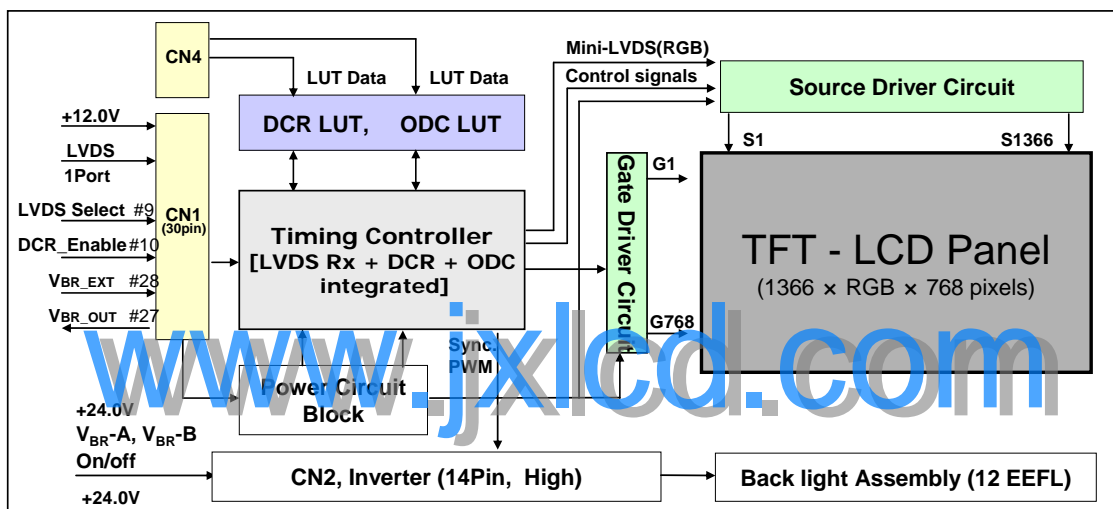 CN4
LUT Data
LUT Data
Mini-LVDS(RGB)
Control signals
Source Driver Circuit
DCR LUT, ODC LUT
S1
S1366
+12.0V
LVDS
1Port
LVDS Select #9
DCR_Enable #10
VBR_EXT #28
VBR_OUT #27
CN1
(30pin)
Timing Controller
[LVDS Rx + DCR + ODC
integrated]
G1
Gate Driver Circuit
G768
TFT - LCD Panel
(1366 × RGB × 768 pixels)
Sync.
PWM
Power Circuit
Block
www.jxlcd.com
+24.0V
VBR-A, VBR-B
On/off
+24.0V
CN2, Inverter (14Pin, High)
Back light Assembly (12 EEFL)